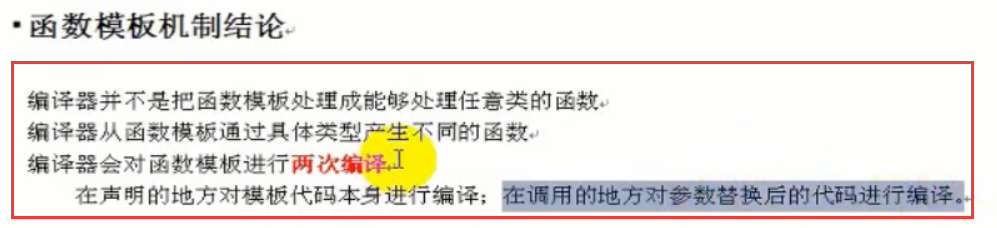 ▪函数模板机制结论
编译器并不是把函数模板处理成能够处理任意类的函数
编译器从函数模板通过具体类型产生不同的函数
编译器会对函数模板进行两次编译
在声明的地方对模板代码本身进行编译；在调用的地方对参数替换后的代码进行编译。